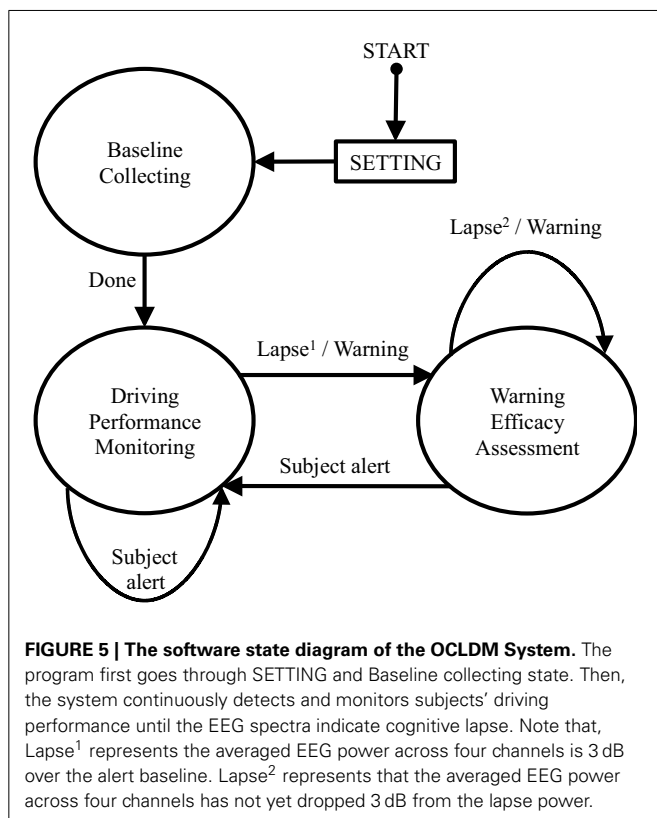 START
SETTING
Baseline
Collecting
Done
Lapse² / Warning
Lapse¹ / Warning
Driving
Performance
Monitoring
Warning
Efficacy
Assessment
Subject alert
Subject
alert
FIGURE 5 | The software state diagram of the OCLDM System. The
program first goes through SETTING and Baseline collecting state. Then,
the system continuously detects and monitors subjects' driving
performance until the EEG spectra indicate cognitive lapse. Note that,
Lapse¹ represents the averaged EEG power across four channels is 3 dB
over the alert baseline. Lapse² represents that the averaged EEG power
across four channels has not yet dropped 3 dB from the lapse power.